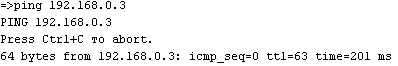 =>ping 192.168.0.3
PING 192.168.0.3
Press Ctrl+C To abort.
64 bytes from 192.168.0.3: icmp_seq=0 ttl=63 time=201 ms